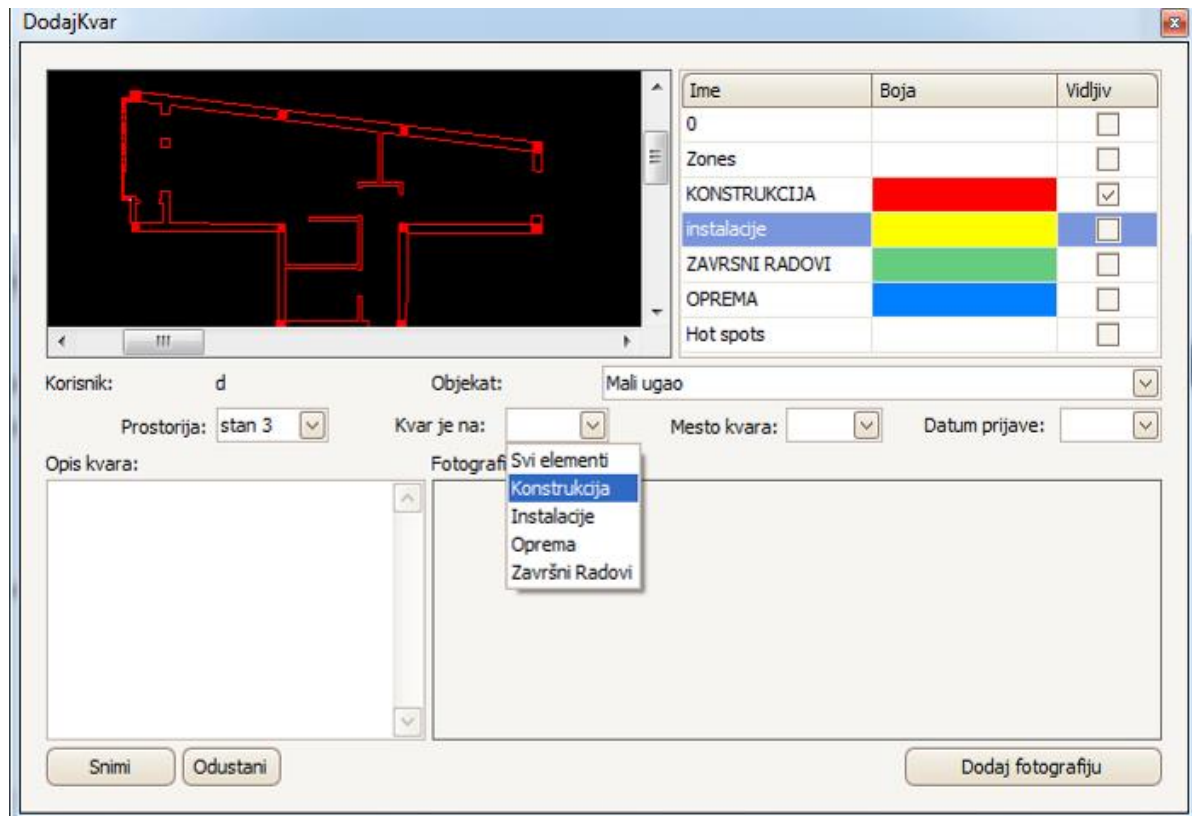 DodajKvar
Ime Boja Vidljiv
0
Zones
KONSTRUKCIJA
instalacije
ZAVRSNI RADOVI
OPREMA
Hot spots
Korisnik: d Objekat: Mali ugao
Prostorija: stan 3 Kvar je na: Mesto kvara: Datum prijave:
Opis kvara: Fotografi
Svi elementi
Konstrukcija
Instalacije
Oprema
Završni Radovi
Snimi Odustani Dodaj fotografiju